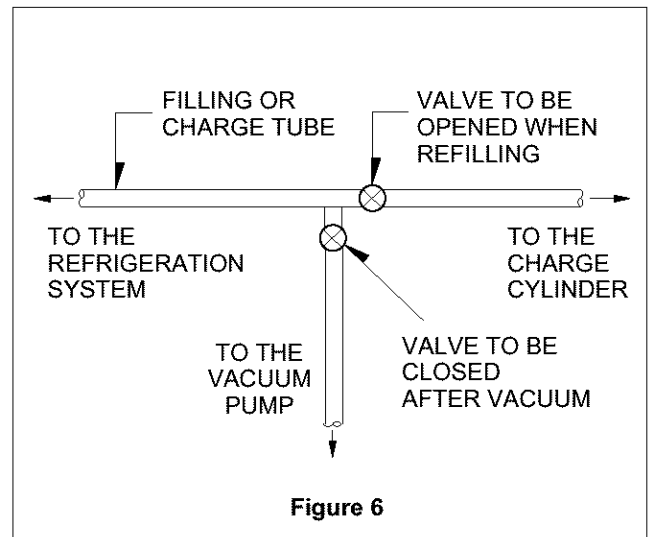 FILLING OR
CHARGE TUBE
VALVE TO BE
OPENED WHEN
REFILLING
TO THE
REFRIGERATION
SYSTEM
TO THE
CHARGE
CYLINDER
TO THE
VACUUM
PUMP
VALVE TO BE
CLOSED
AFTER VACUUM
Figure 6